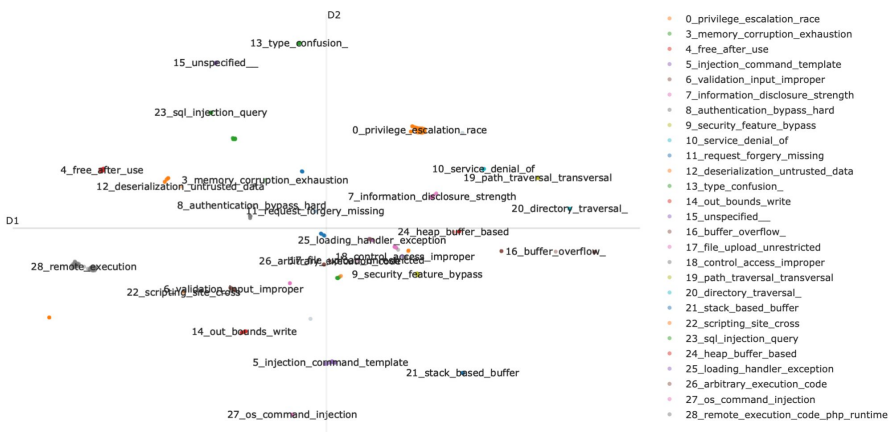 D2
13_type_confusion_
15_unspecified__
23_sql_injection_query
0_privilege_escalation_race
4_free_after_use
10_service_denial_of
12_deserialization_untrusted_data
3_memory_corruption_exhaustion
19_path_traversal_transversal
7_information_disclosure_strength
8_authentication_bypass_hard
11_request_forgery_missing
20_directory_traversal_
D1
24_heap_buffer_based
25_loading_handler_exception
16_buffer_overflow_
18_control_access_improper
26_arbitrary_execution_code
17_file_upload_unrestricted_
28_remote_execution
9_security_feature_bypass
6_validation_input_improper
22_scripting_site_cross
14_out_bounds_write
5_injection_command_template
21_stack_based_buffer
27_os_command_injection
0_privilege_escalation_race
3_memory_corruption_exhaustion
4_free_after_use
5_injection_command_template
6_validation_input_improper
7_information_disclosure_strength
8_authentication_bypass_hard
9_security_feature_bypass
10_service_denial_of
11_request_forgery_missing
12_deserialization_untrusted_data
13_type_confusion_
14_out_bounds_write
15_unspecified__
16_buffer_overflow_
17_file_upload_unrestricted
18_control_access_improper
19_path_traversal_transversal
20_directory_traversal_
21_stack_based_buffer
22_scripting_site_cross
23_sql_injection_query
24_heap_buffer_based
25_loading_handler_exception
26_arbitrary_execution_code
27_os_command_injection
28_remote_execution_code_php_runtime